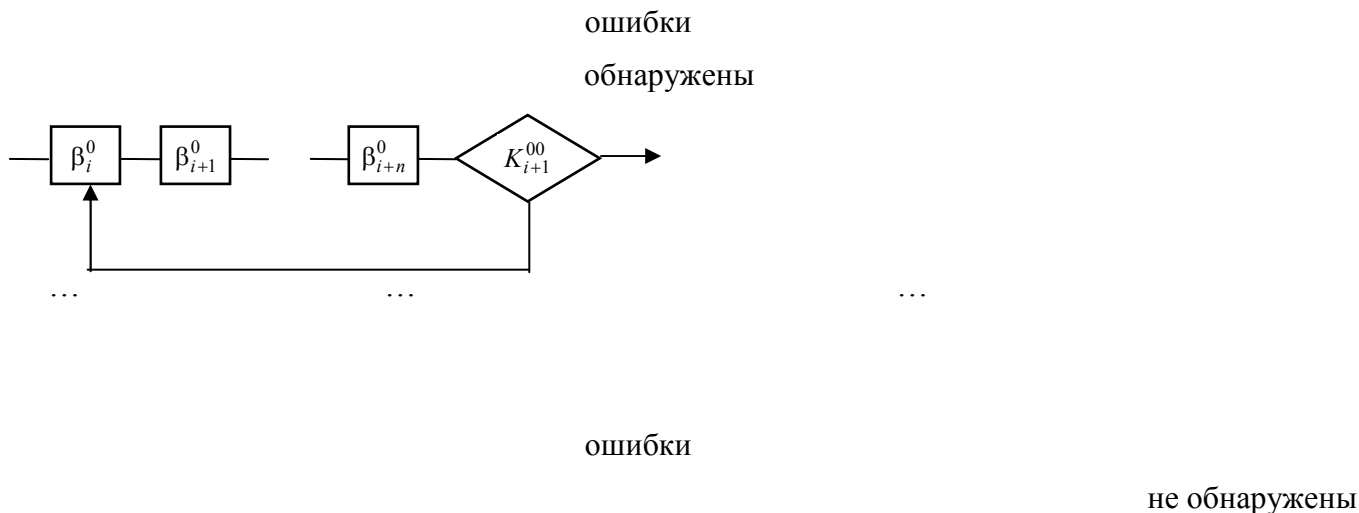 ошибки
обнаружены
β_i^0 β_{i+1}^0 β_{i+n}^0 K_{i+1}^{00}
… … …
ошибки
не обнаружены